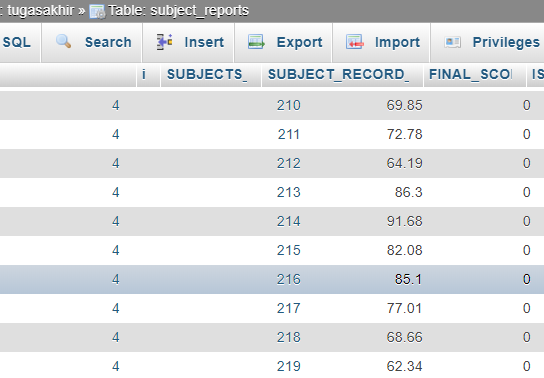 : tugasakhir » Table: subject_reports
SQL Search Insert Export Import Privileges
i SUBJECTS_ SUBJECT_RECORD_ FINAL_SCO IS
4 210 69.85 0
4 211 72.78 0
4 212 64.19 0
4 213 86.3 0
4 214 91.68 0
4 215 82.08 0
4 216 85.1 0
4 217 77.01 0
4 218 68.66 0
4 219 62.34 0